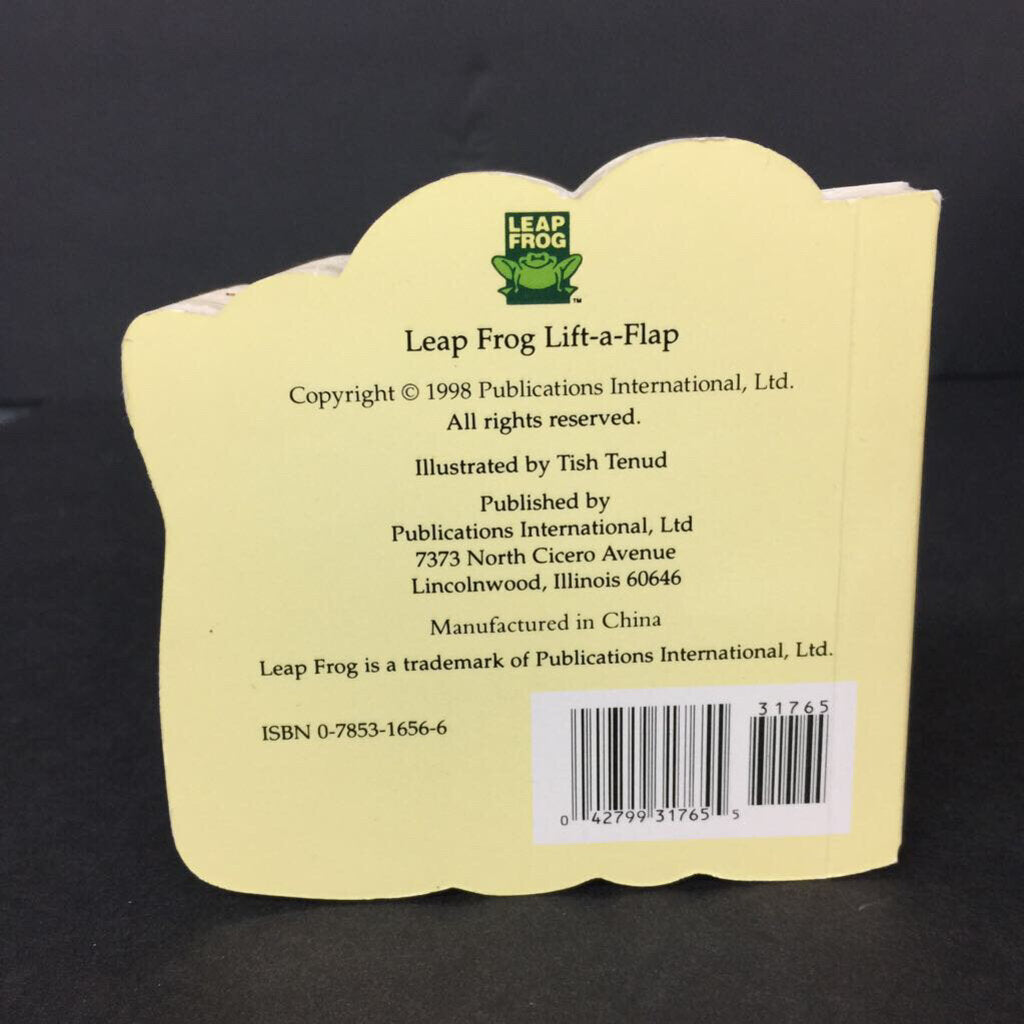 LEAP
FROG
™
Leap Frog Lift-a-Flap
Copyright © 1998 Publications International, Ltd.
All rights reserved.
Illustrated by Tish Tenud
Published by
Publications International, Ltd
7373 North Cicero Avenue
Lincolnwood, Illinois 60646
Manufactured in China
Leap Frog is a trademark of Publications International, Ltd.
ISBN 0-7853-1656-6
31765
0 42799 31765 5